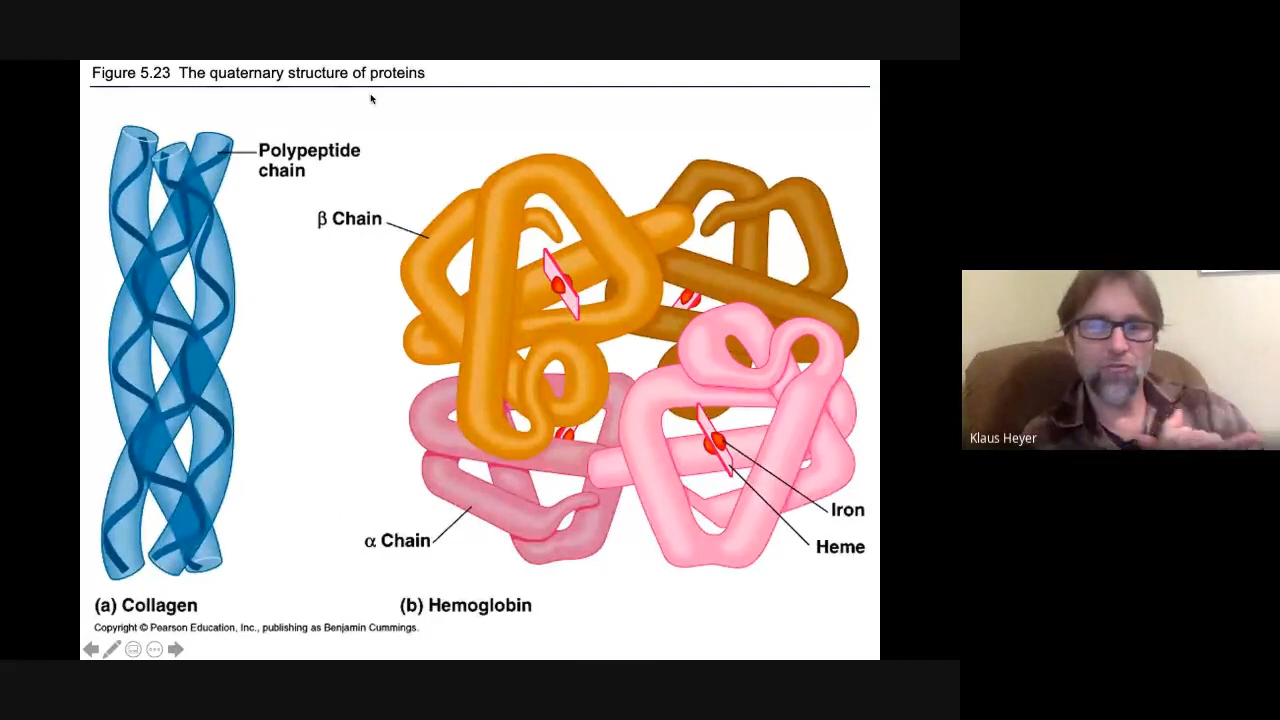 Figure 5.23 The quaternary structure of proteins
Polypeptide
chain
β Chain
Iron
α Chain
Heme
(a) Collagen
(b) Hemoglobin
Copyright © Pearson Education, Inc., publishing as Benjamin Cummings.
Klaus Heyer